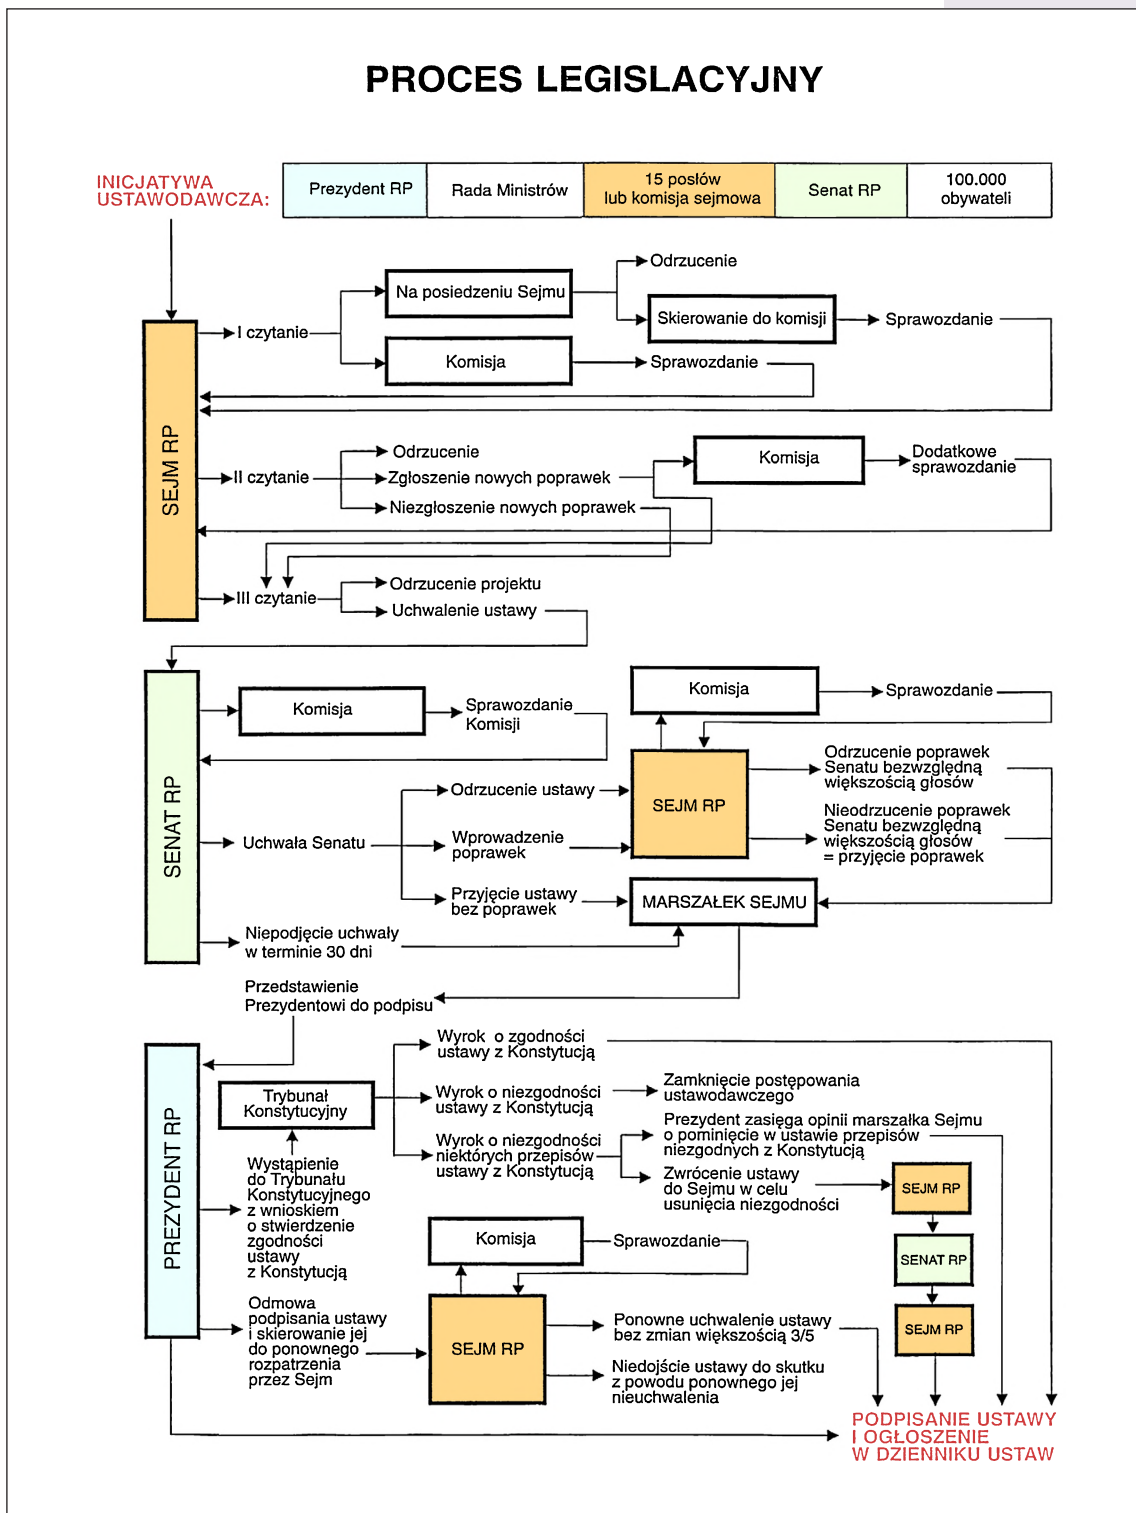 PROCES LEGISLACYJNY
INICJATYWA
USTAWODAWCZA:
Prezydent RP
Rada Ministrów
15 posłów
lub komisja sejmowa
Senat RP
100.000
obywateli
SEJM RP
I czytanie
Na posiedzeniu Sejmu
Odrzucenie
Skierowanie do komisji
Sprawozdanie
Komisja
Sprawozdanie
II czytanie
Odrzucenie
Zgłoszenie nowych poprawek
Niezgłoszenie nowych poprawek
Komisja
Dodatkowe
sprawozdanie
III czytanie
Odrzucenie projektu
Uchwalenie ustawy
SENAT RP
Komisja
Sprawozdanie
Komisji
Uchwała Senatu
Odrzucenie ustawy
Wprowadzenie
poprawek
Przyjęcie ustawy
bez poprawek
Niepodjęcie uchwały
w terminie 30 dni
Komisja
Sprawozdanie
SEJM RP
Odrzucenie poprawek
Senatu bezwzględną
większością głosów
Nieodrzucenie poprawek
Senatu bezwzględną
większością głosów
= przyjęcie poprawek
MARSZAŁEK SEJMU
Przedstawienie
Prezydentowi do podpisu
PREZYDENT RP
Trybunał
Konstytucyjny
Wyrok o zgodności
ustawy z Konstytucją
Wyrok o niezgodności
ustawy z Konstytucją
Zamknięcie postępowania
ustawodawczego
Wyrok o niezgodności
niektórych przepisów
ustawy z Konstytucją
Prezydent zasięga opinii marszałka Sejmu
o pominięcie w ustawie przepisów
niezgodnych z Konstytucją
Zwrócenie ustawy
do Sejmu w celu
usunięcia niezgodności
SEJM RP
SENAT RP
SEJM RP
Wystąpienie
do Trybunału
Konstytucyjnego
z wnioskiem
o stwierdzenie
zgodności
ustawy
z Konstytucją
Odmowa
podpisania ustawy
i skierowanie jej
do ponownego
rozpatrzenia
przez Sejm
Komisja
Sprawozdanie
SEJM RP
Ponowne uchwalenie ustawy
bez zmian większością 3/5
Niedojście ustawy do skutku
z powodu ponownego jej
nieuchwalenia
PODPISANIE USTAWY
I OGŁOSZENIE
W DZIENNIKU USTAW